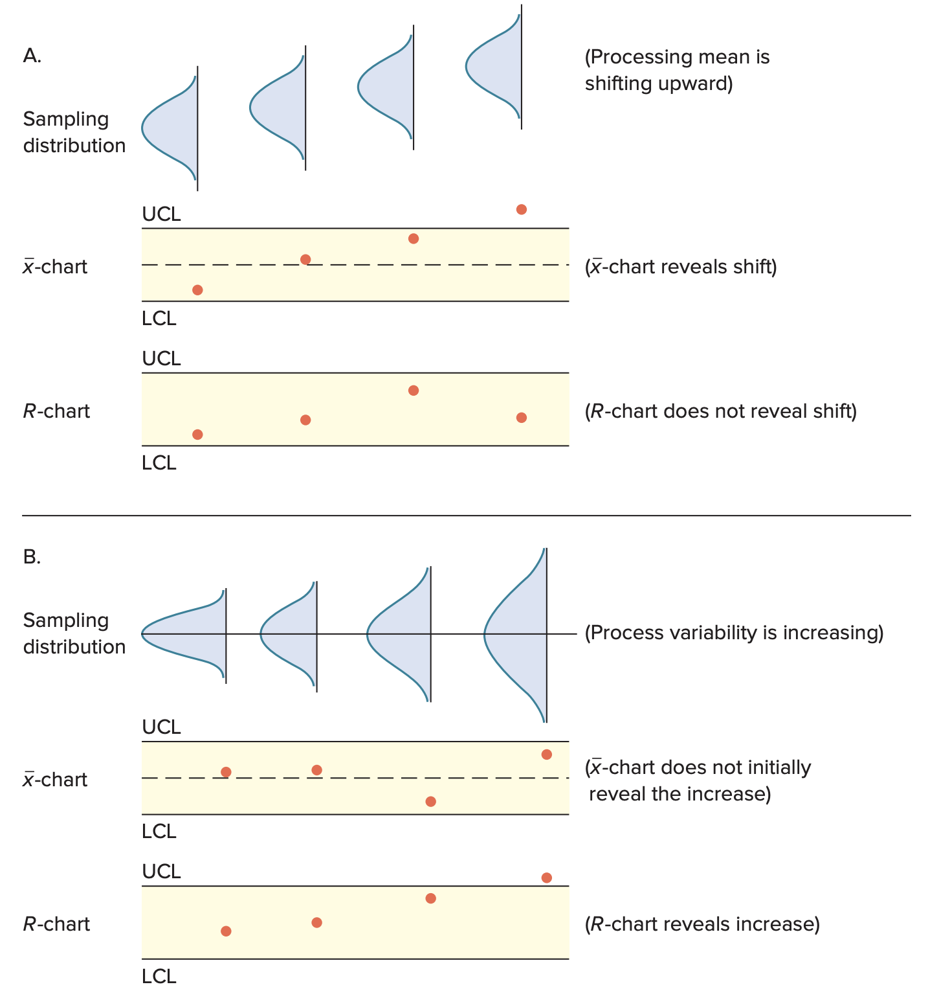 A.
(Processing mean is
shifting upward)
Sampling
distribution
UCL
x̄-chart
(x̄-chart reveals shift)
LCL
UCL
R-chart
(R-chart does not reveal shift)
LCL
B.
Sampling
distribution
(Process variability is increasing)
UCL
x̄-chart
(x̄-chart does not initially
reveal the increase)
LCL
UCL
R-chart
(R-chart reveals increase)
LCL